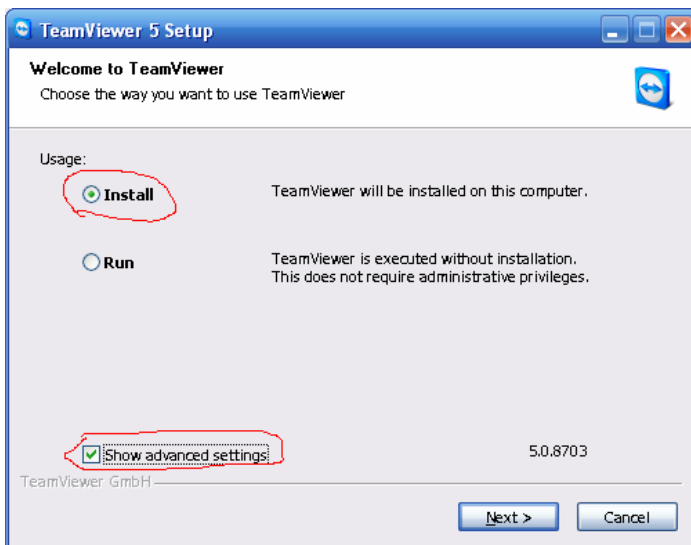 TeamViewer 5 Setup
Welcome to TeamViewer
Choose the way you want to use TeamViewer
Usage:
Install TeamViewer will be installed on this computer.
Run TeamViewer is executed without installation.
This does not require administrative privileges.
Show advanced settings 5.0.8703
TeamViewer GmbH
Next > Cancel